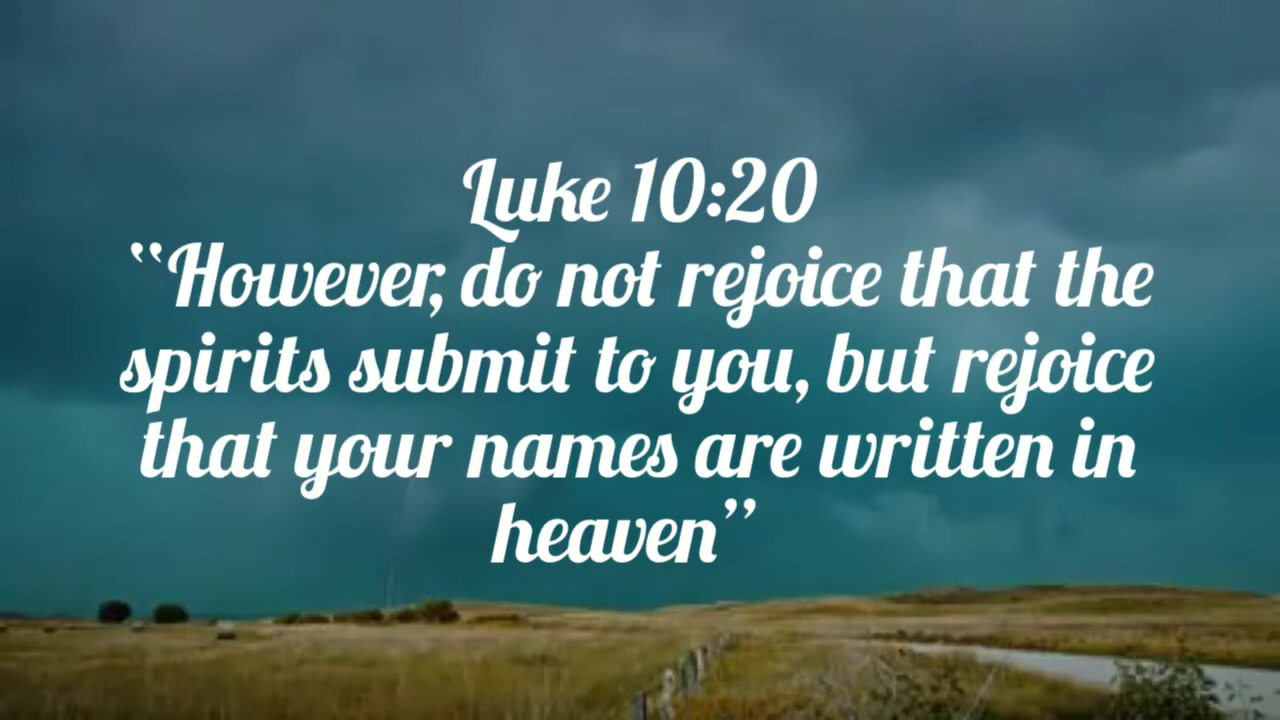 Luke 10:20
“However, do not rejoice that the
spirits submit to you, but rejoice
that your names are written in
heaven”